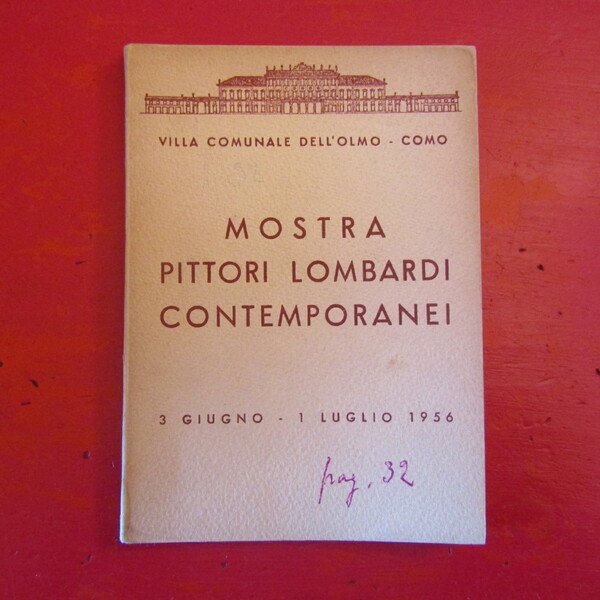 VILLA COMUNALE DELL'OLMO - COMO
MOSTRA
PITTORI LOMBARDI
CONTEMPORANEI
3 GIUGNO - 1 LUGLIO 1956
pag. 32